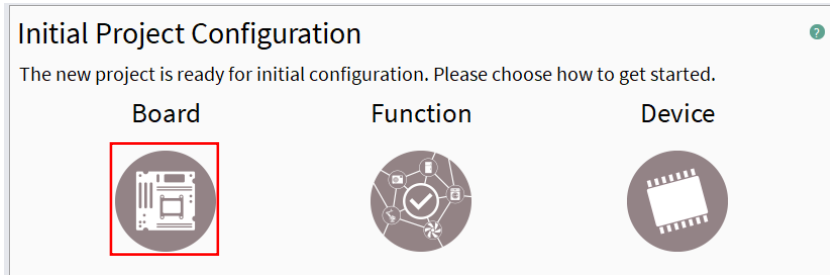 Initial Project Configuration
?
The new project is ready for initial configuration. Please choose how to get started.
Board
Function
Device